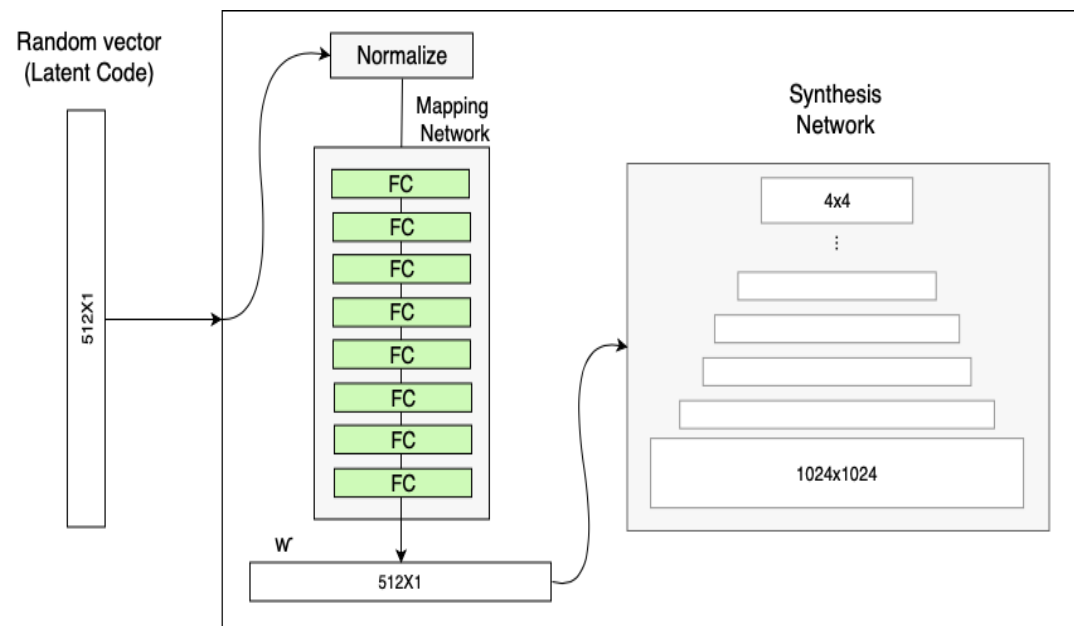 Random vector
(Latent Code)
512X1
Normalize
Mapping
Network
FC
FC
FC
FC
FC
FC
FC
FC
w
512X1
Synthesis
Network
4x4
⋮
1024x1024